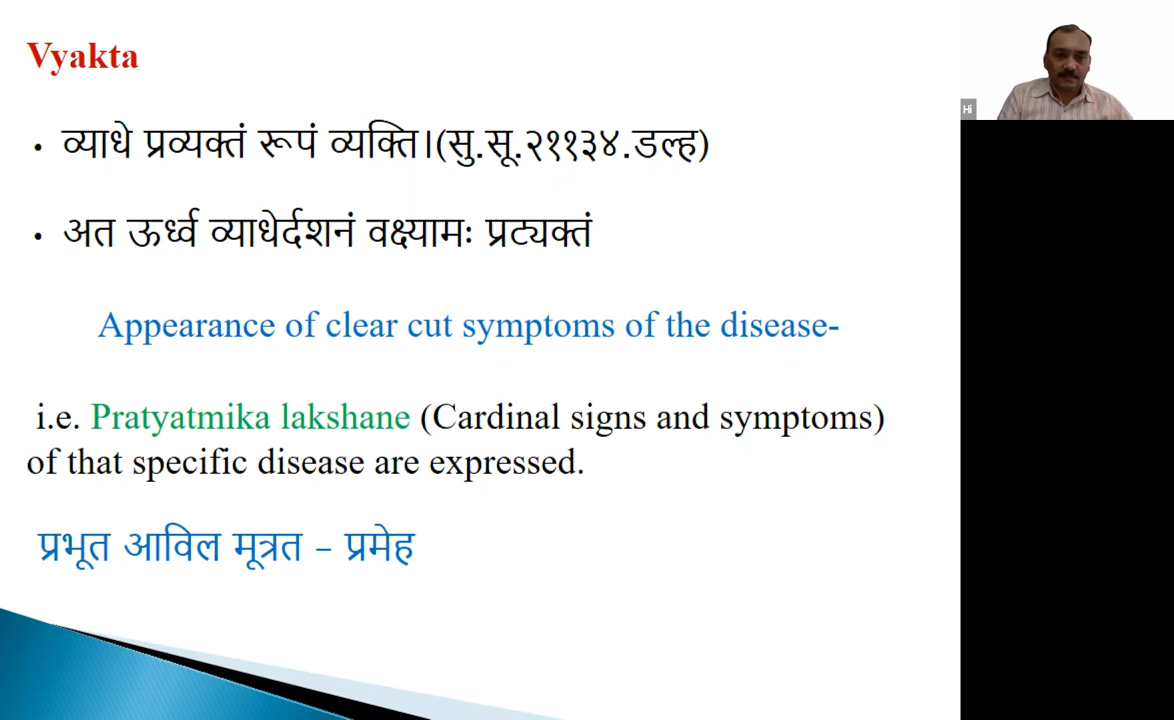 Vyakta
Hi
• व्याधे प्रव्यक्तं रूपं व्यक्ति।(सु.सू.२११३४.डल्ह)
• अत ऊर्ध्व व्याधेर्दशनं वक्ष्यामः प्रट्यक्तं
Appearance of clear cut symptoms of the disease-
i.e. Pratyatmika lakshane (Cardinal signs and symptoms)
of that specific disease are expressed.
प्रभूत आविल मूत्रत – प्रमेह